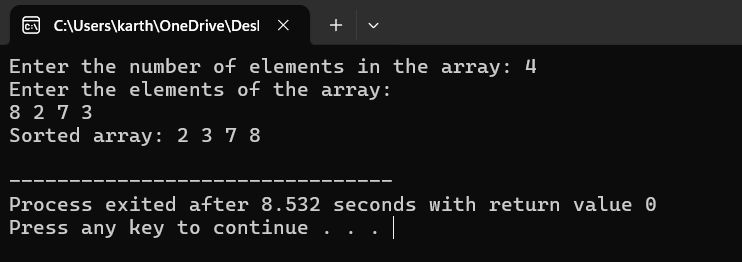 C:\Users\karth\OneDrive\Desl
Enter the number of elements in the array: 4
Enter the elements of the array:
8 2 7 3
Sorted array: 2 3 7 8
--------------------------------
Process exited after 8.532 seconds with return value 0
Press any key to continue . . .